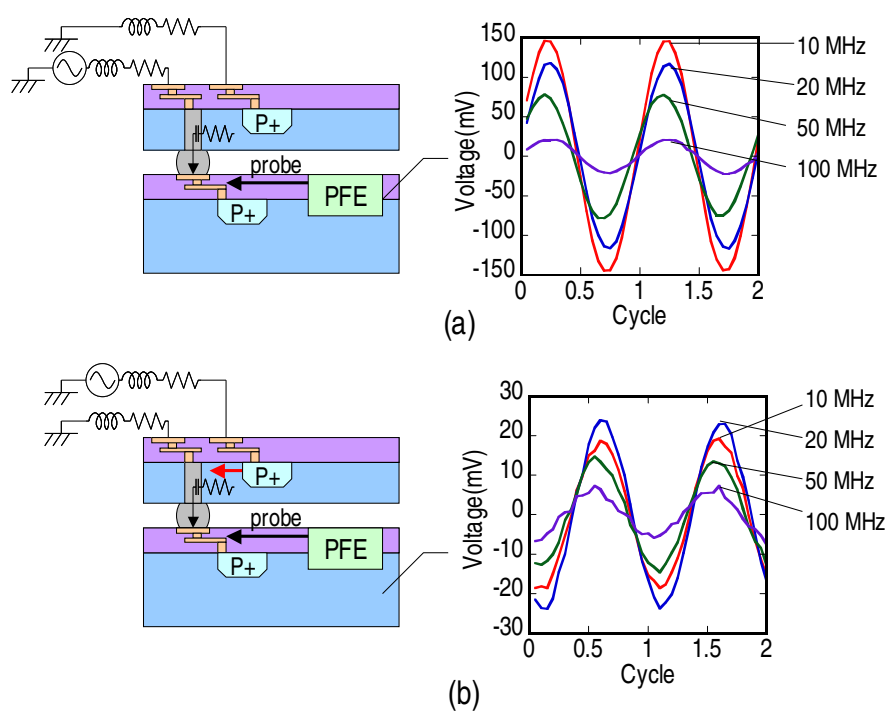 P+
probe
PFE
P+
150
100
50
0
-50
-100
-150
Voltage(mV)
0
0.5
1
1.5
2
Cycle
10 MHz
20 MHz
50 MHz
100 MHz
(a)
P+
probe
PFE
P+
30
20
10
0
-10
-20
-30
Voltage(mV)
0
0.5
1
1.5
2
Cycle
10 MHz
20 MHz
50 MHz
100 MHz
(b)